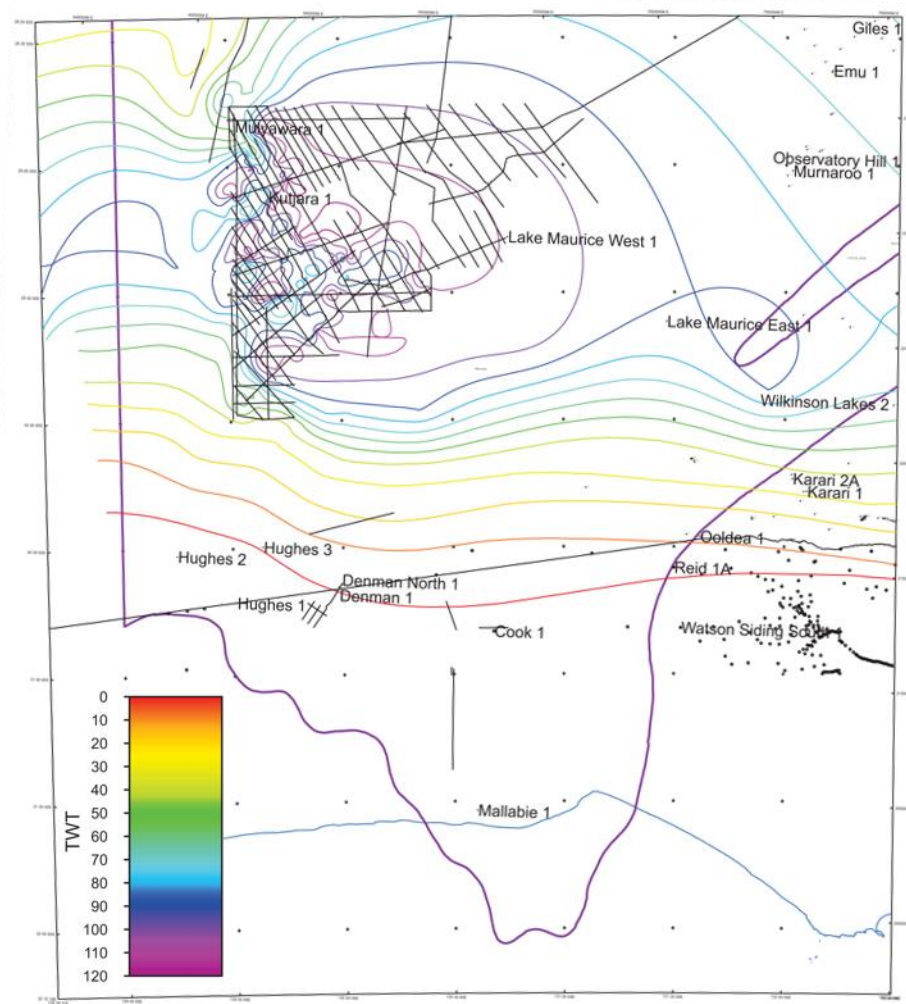 Giles 1
Emu 1
Mulyawara 1
Observatory Hill 1
Murnaroo 1
Kutjara 1
Lake Maurice West 1
Lake Maurice East 1
Wilkinson Lakes 2
Karari 2A
Karari 1
Ooldea 1
Hughes 3
Hughes 2
Reid 1A
Denman North 1
Denman 1
Hughes 1
Cook 1
Watson Siding South 1
Mallabie 1
TWT
0
10
20
30
40
50
60
70
80
90
100
110
120